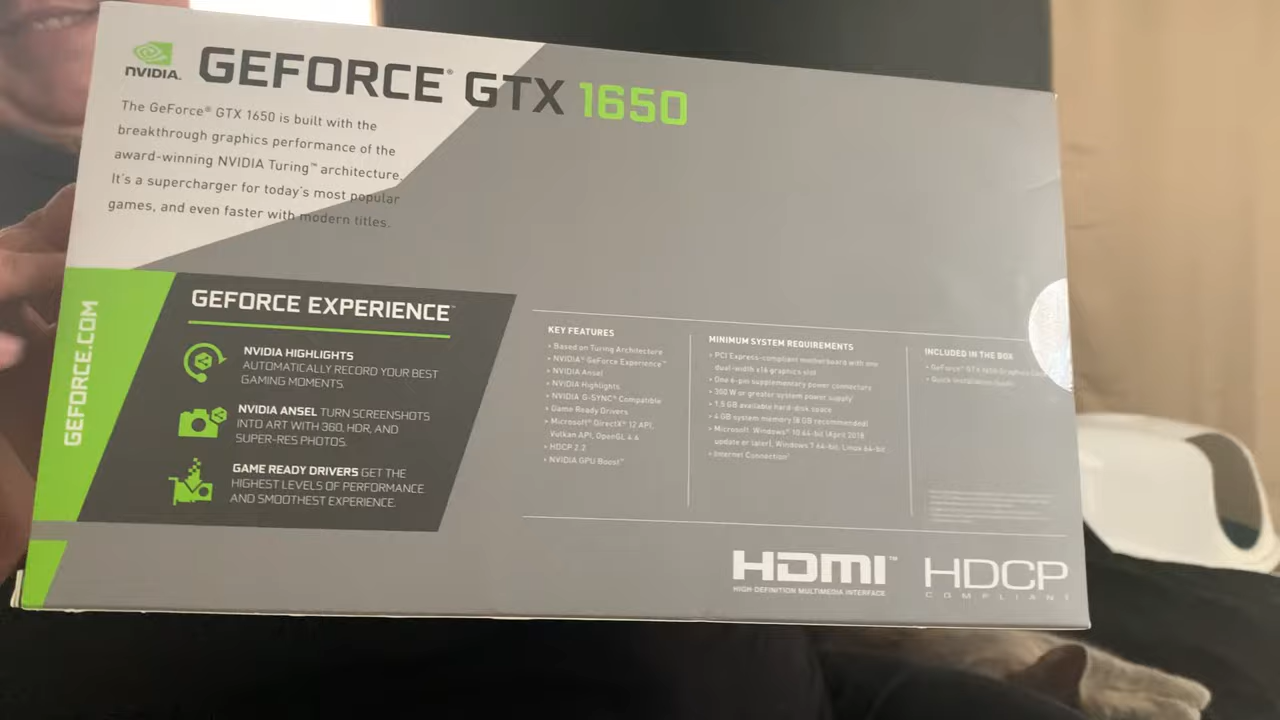 NVIDIA.
GEFORCE® GTX 1650
The GeForce® GTX 1650 is built with the
breakthrough graphics performance of the
award-winning NVIDIA Turing™ architecture.
It's a supercharger for today's most popular
games, and even faster with modern titles.
GEFORCE.COM
GEFORCE EXPERIENCE™
NVIDIA HIGHLIGHTS
AUTOMATICALLY RECORD YOUR BEST
GAMING MOMENTS.
NVIDIA ANSEL TURN SCREENSHOTS
INTO ART WITH 360, HDR, AND
SUPER-RES PHOTOS.
GAME READY DRIVERS GET THE
HIGHEST LEVELS OF PERFORMANCE
AND SMOOTHEST EXPERIENCE.
KEY FEATURES
• Based on Turing Architecture
• NVIDIA® GeForce Experience™
• NVIDIA Ansel
• NVIDIA Highlights
• NVIDIA G-SYNC® Compatible
• Game Ready Drivers
• Microsoft® DirectX® 12 API,
Vulkan API, OpenGL 4.6
• HDCP 2.2
• NVIDIA GPU Boost™
MINIMUM SYSTEM REQUIREMENTS
• PCI Express-compliant motherboard with one
dual-width x16 graphics slot
• One 6-pin supplementary power connectors
• 300 W or greater system power supply
• 1.5 GB available hard-disk space
• 4 GB system memory (8 GB recommended)
• Microsoft Windows® 10 64-bit (April 2018
update or later), Windows 7 64-bit, Linux 64-bit
• Internet Connection
INCLUDED IN THE BOX
• GeForce® GTX 1650 Graphics
• Quick Installation Guide
HDMI™
HIGH-DEFINITION MULTIMEDIA INTERFACE
HDCP
COMPLIANT